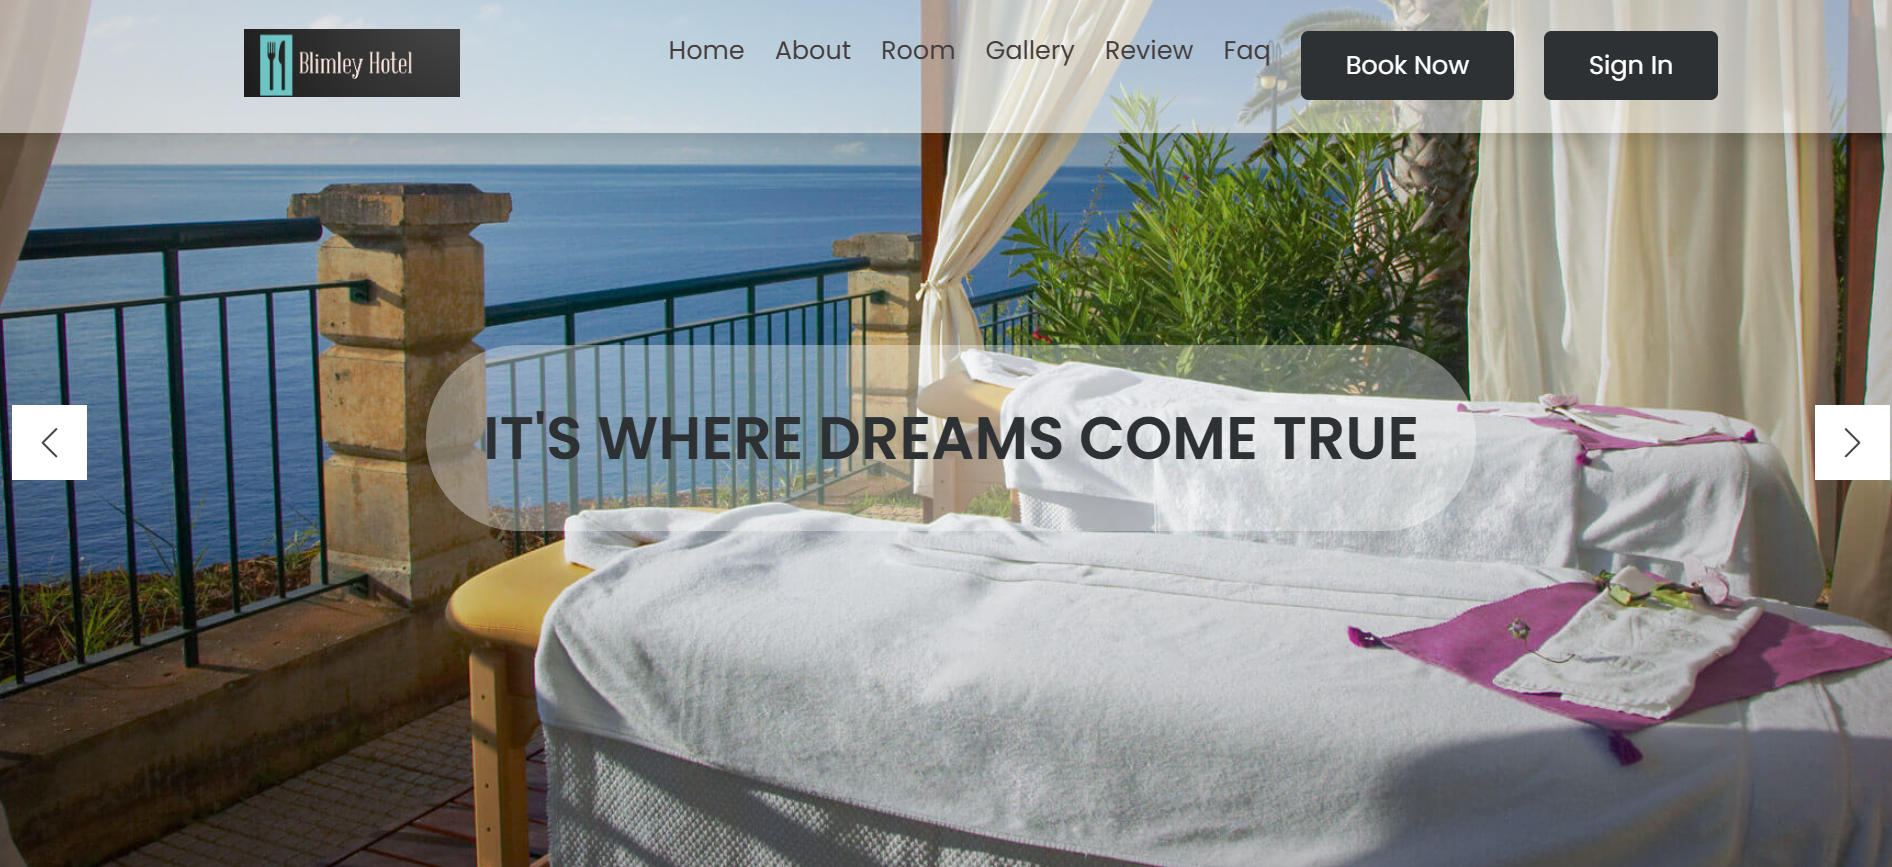 Blimley Hotel
Home About Room Gallery Review Faq Book Now Sign In
IT'S WHERE DREAMS COME TRUE